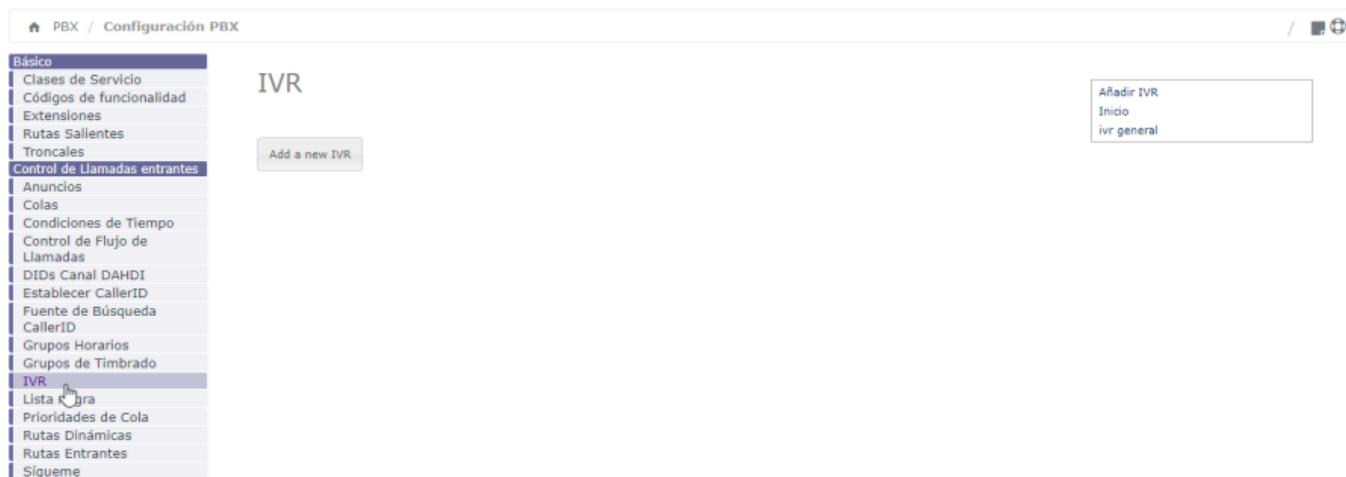 PBX / Configuración PBX
/
Básico
Clases de Servicio
Códigos de funcionalidad
Extensiones
Rutas Salientes
Troncales
Control de Llamadas entrantes
Anuncios
Colas
Condiciones de Tiempo
Control de Flujo de
Llamadas
DIDs Canal DAHDI
Establecer CallerID
Fuente de Búsqueda
CallerID
Grupos Horarios
Grupos de Timbrado
IVR
Lista
Prioridades de Cola
Rutas Dinámicas
Rutas Entrantes
Sígueme
IVR
Add a new IVR
Añadir IVR
Inicio
ivr general